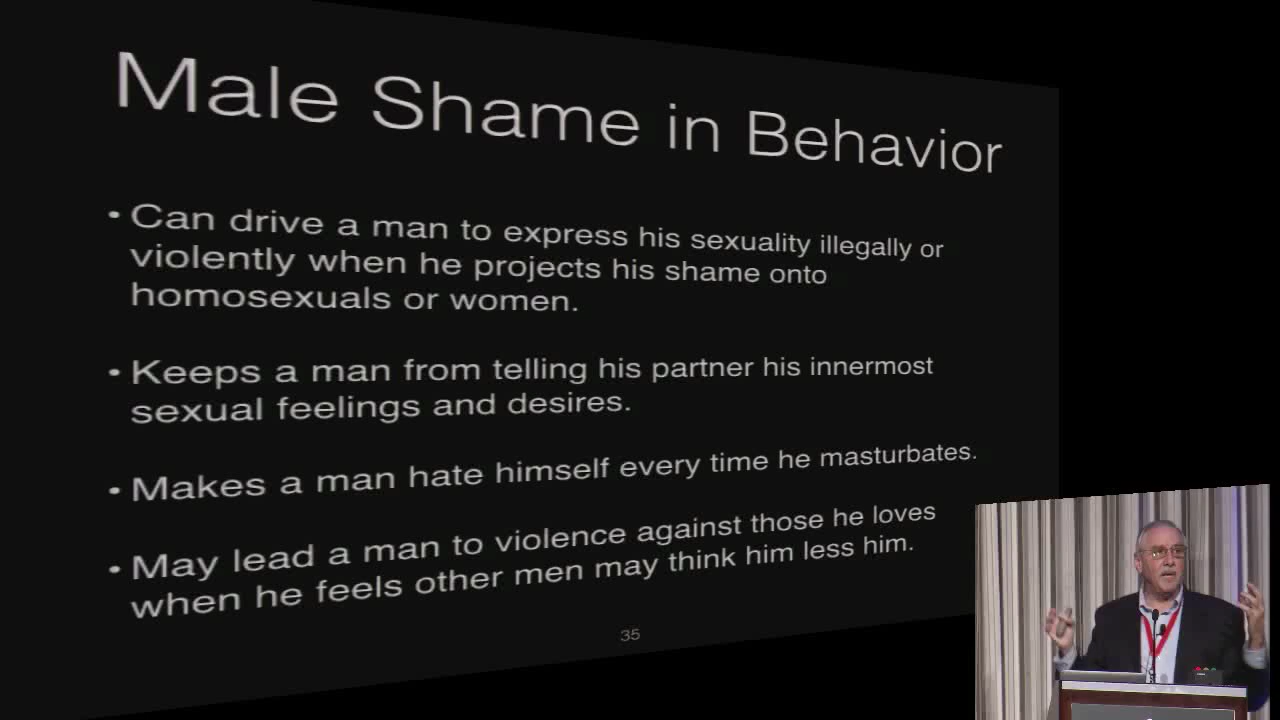 Male Shame in Behavior
• Can drive a man to express his sexuality illegally or
violently when he projects his shame onto
homosexuals or women.
• Keeps a man from telling his partner his innermost
sexual feelings and desires.
• Makes a man hate himself every time he masturbates.
• May lead a man to violence against those he loves
when he feels other men may think him less him.
35